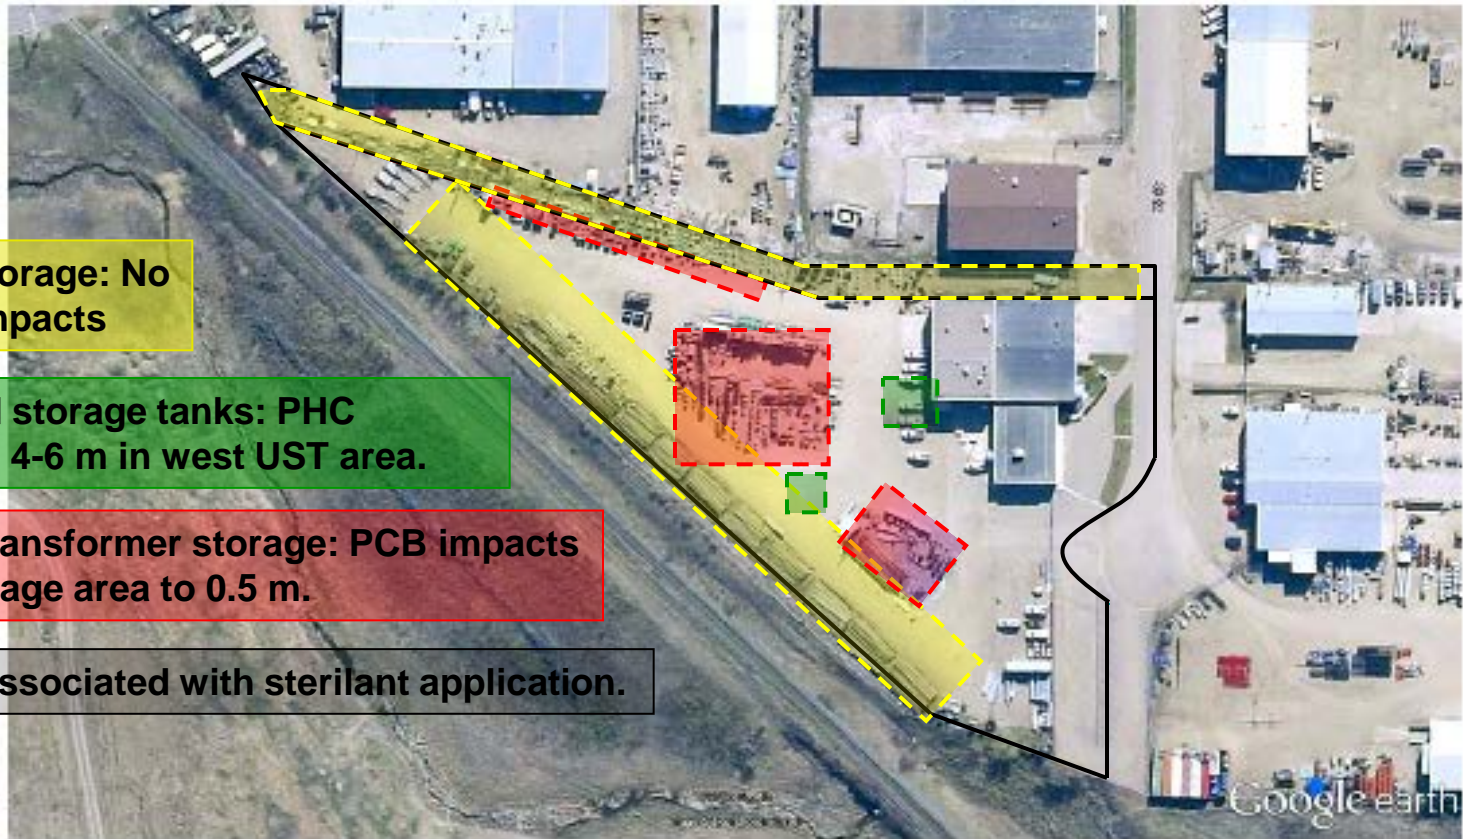 orage: No
mpacts
storage tanks: PHC
4-6 m in west UST area.
ansformer storage: PCB impacts
age area to 0.5 m.
ssociated with sterilant application.
Google earth